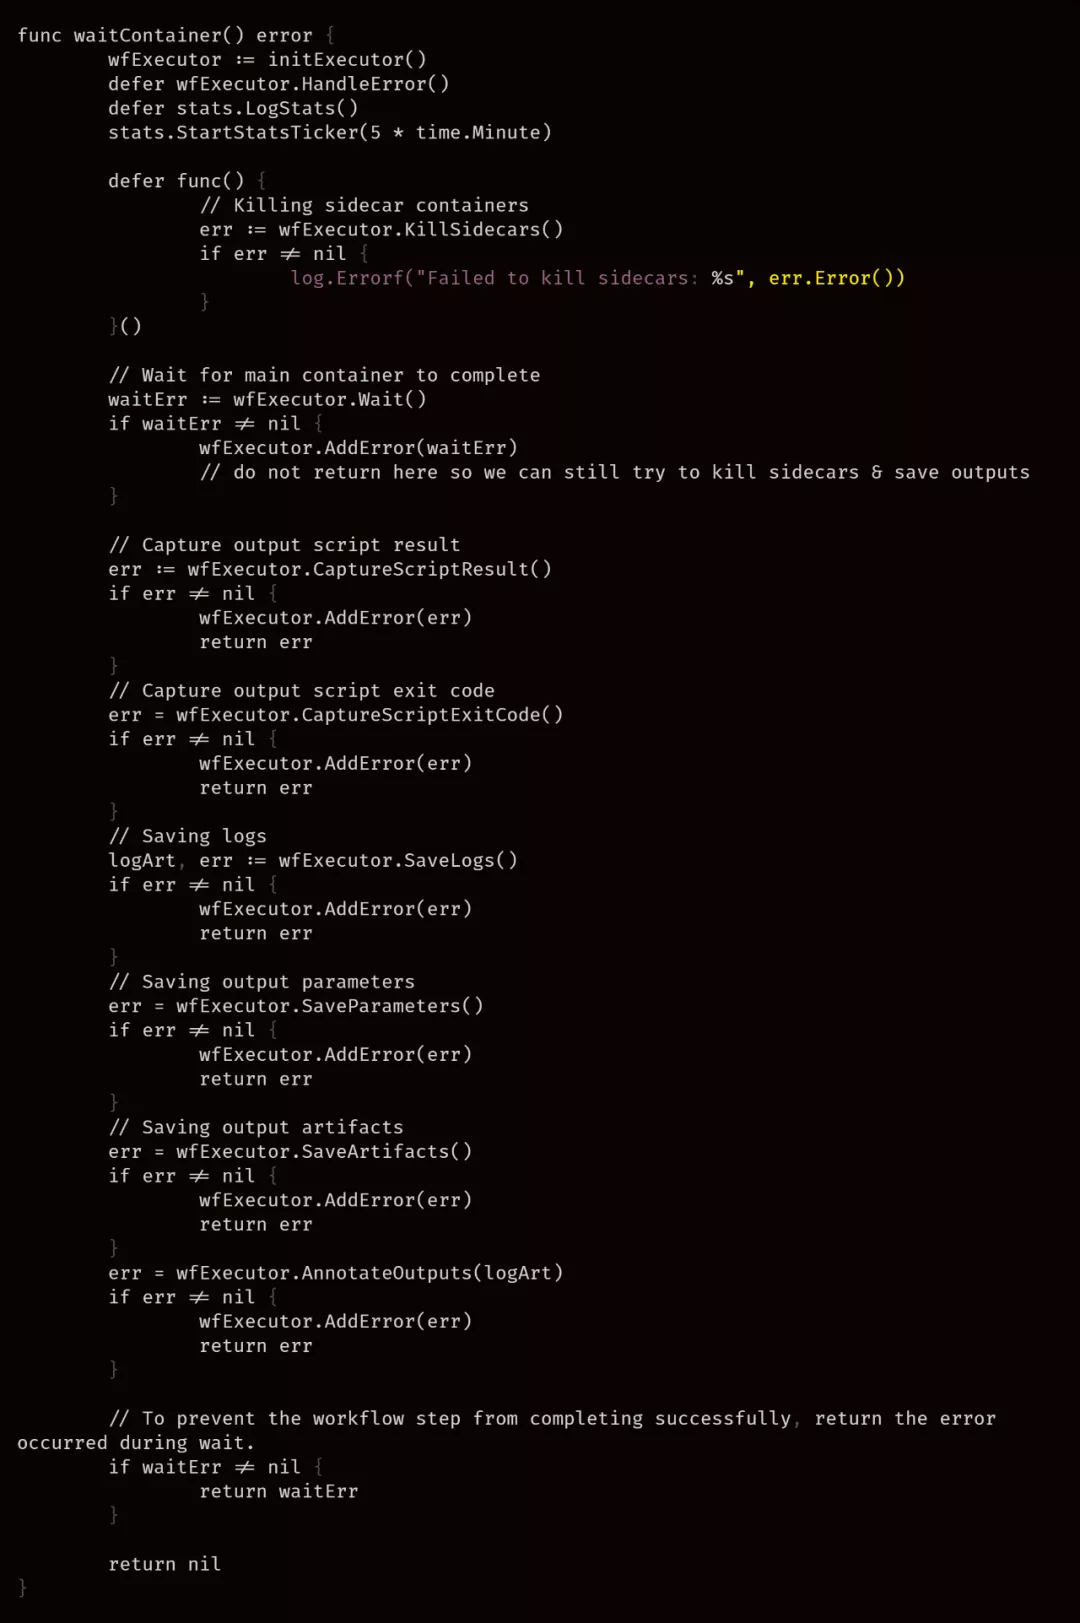 func waitContainer() error {
        wfExecutor := initExecutor()
        defer wfExecutor.HandleError()
        defer stats.LogStats()
        stats.StartStatsTicker(5 * time.Minute)

        defer func() {
                // Killing sidecar containers
                err := wfExecutor.KillSidecars()
                if err != nil {
                        log.Errorf("Failed to kill sidecars: %s", err.Error())
                }
        }()

        // Wait for main container to complete
        waitErr := wfExecutor.Wait()
        if waitErr != nil {
                wfExecutor.AddError(waitErr)
                // do not return here so we can still try to kill sidecars & save outputs
        }

        // Capture output script result
        err := wfExecutor.CaptureScriptResult()
        if err != nil {
                wfExecutor.AddError(err)
                return err
        }
        // Capture output script exit code
        err = wfExecutor.CaptureScriptExitCode()
        if err != nil {
                wfExecutor.AddError(err)
                return err
        }
        // Saving logs
        logArt, err := wfExecutor.SaveLogs()
        if err != nil {
                wfExecutor.AddError(err)
                return err
        }
        // Saving output parameters
        err = wfExecutor.SaveParameters()
        if err != nil {
                wfExecutor.AddError(err)
                return err
        }
        // Saving output artifacts
        err = wfExecutor.SaveArtifacts()
        if err != nil {
                wfExecutor.AddError(err)
                return err
        }
        err = wfExecutor.AnnotateOutputs(logArt)
        if err != nil {
                wfExecutor.AddError(err)
                return err
        }

        // To prevent the workflow step from completing successfully, return the error
occurred during wait.
        if waitErr != nil {
                return waitErr
        }

        return nil
}